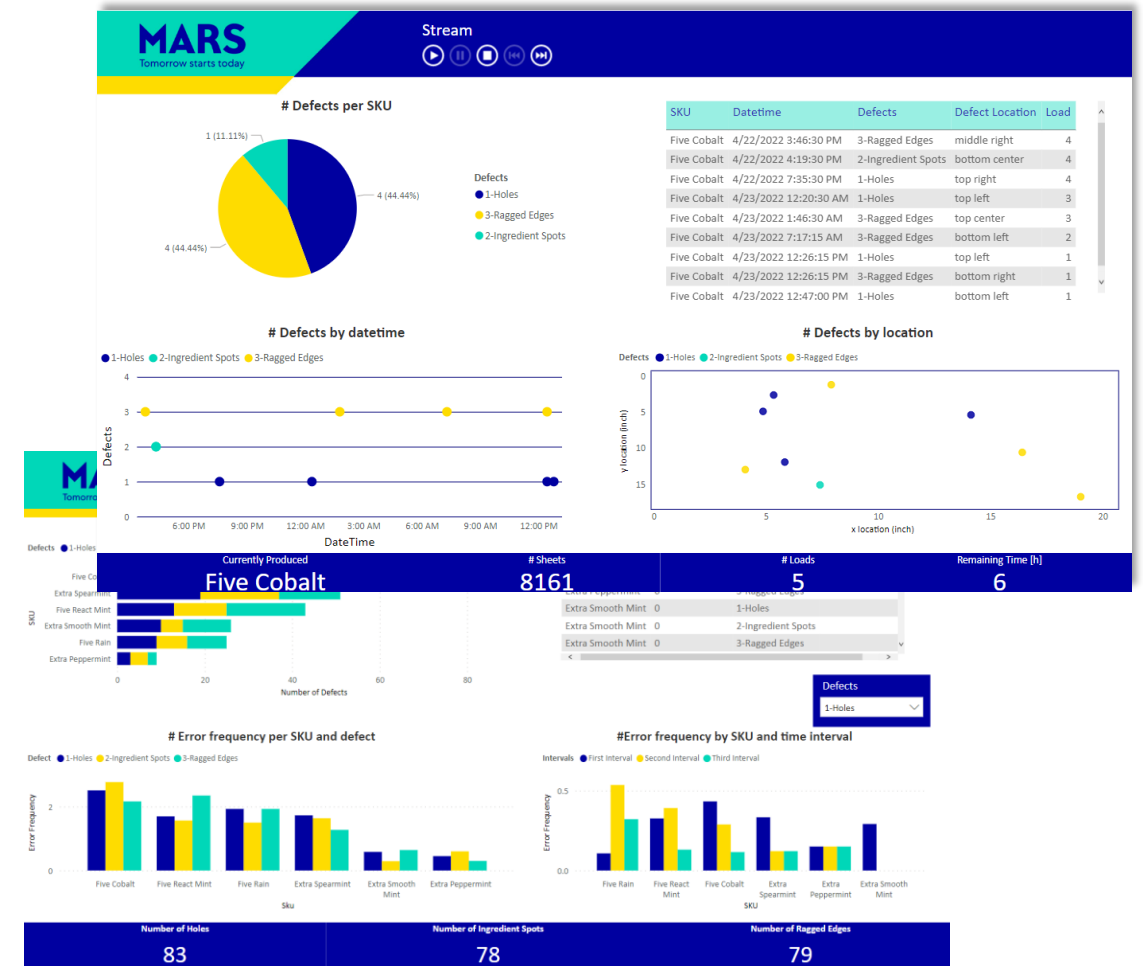 MARS
Tomorrow starts today
Stream
# Defects per SKU
1 (11.11%)
4 (44.44%)
4 (44.44%)
Defects
1-Holes
3-Ragged Edges
2-Ingredient Spots
SKU Datetime Defects Defect Location Load
Five Cobalt 4/22/2022 3:46:30 PM 3-Ragged Edges middle right 4
Five Cobalt 4/22/2022 4:19:30 PM 2-Ingredient Spots bottom center 4
Five Cobalt 4/22/2022 7:35:30 PM 1-Holes top right 4
Five Cobalt 4/23/2022 12:20:30 AM 1-Holes top left 3
Five Cobalt 4/23/2022 1:46:30 AM 3-Ragged Edges top center 3
Five Cobalt 4/23/2022 7:17:15 AM 3-Ragged Edges bottom left 2
Five Cobalt 4/23/2022 12:26:15 PM 1-Holes top left 1
Five Cobalt 4/23/2022 12:26:15 PM 3-Ragged Edges bottom right 1
Five Cobalt 4/23/2022 12:47:00 PM 1-Holes bottom left 1
# Defects by datetime
1-Holes 2-Ingredient Spots 3-Ragged Edges
4
3
2
1
0
Defects
6:00 PM 9:00 PM 12:00 AM 3:00 AM 6:00 AM 9:00 AM 12:00 PM
DateTime
# Defects by location
Defects 1-Holes 2-Ingredient Spots 3-Ragged Edges
0
5
10
15
y location (inch)
0 5 10 15 20
x location (inch)
Currently Produced # Sheets # Loads Remaining Time [h]
Five Cobalt 8161 5 6
MA
Tomorro
Defects 1-Holes
SKU
Five Co
Extra Spearmint
Five React Mint
Extra Smooth Mint
Five Rain
Extra Peppermint
0 20 40 60 80
Number of Defects
Extra Peppermint 0 3-Ragged Edges
Extra Smooth Mint 0 1-Holes
Extra Smooth Mint 0 2-Ingredient Spots
Extra Smooth Mint 0 3-Ragged Edges
Defects
1-Holes
# Error frequency per SKU and defect
Defect 1-Holes 2-Ingredient Spots 3-Ragged Edges
Error Frequency
2
0
Five Cobalt Five React Mint Five Rain Extra Spearmint Extra Smooth Mint Extra Peppermint
Sku
#Error frequency by SKU and time interval
Intervals First Interval Second Interval Third Interval
Error Frequency
0.5
0.0
Five Rain Five React Mint Five Cobalt Extra Spearmint Extra Peppermint Extra Smooth Mint
SKU
Number of Holes Number of Ingredient Spots Number of Ragged Edges
83 78 79